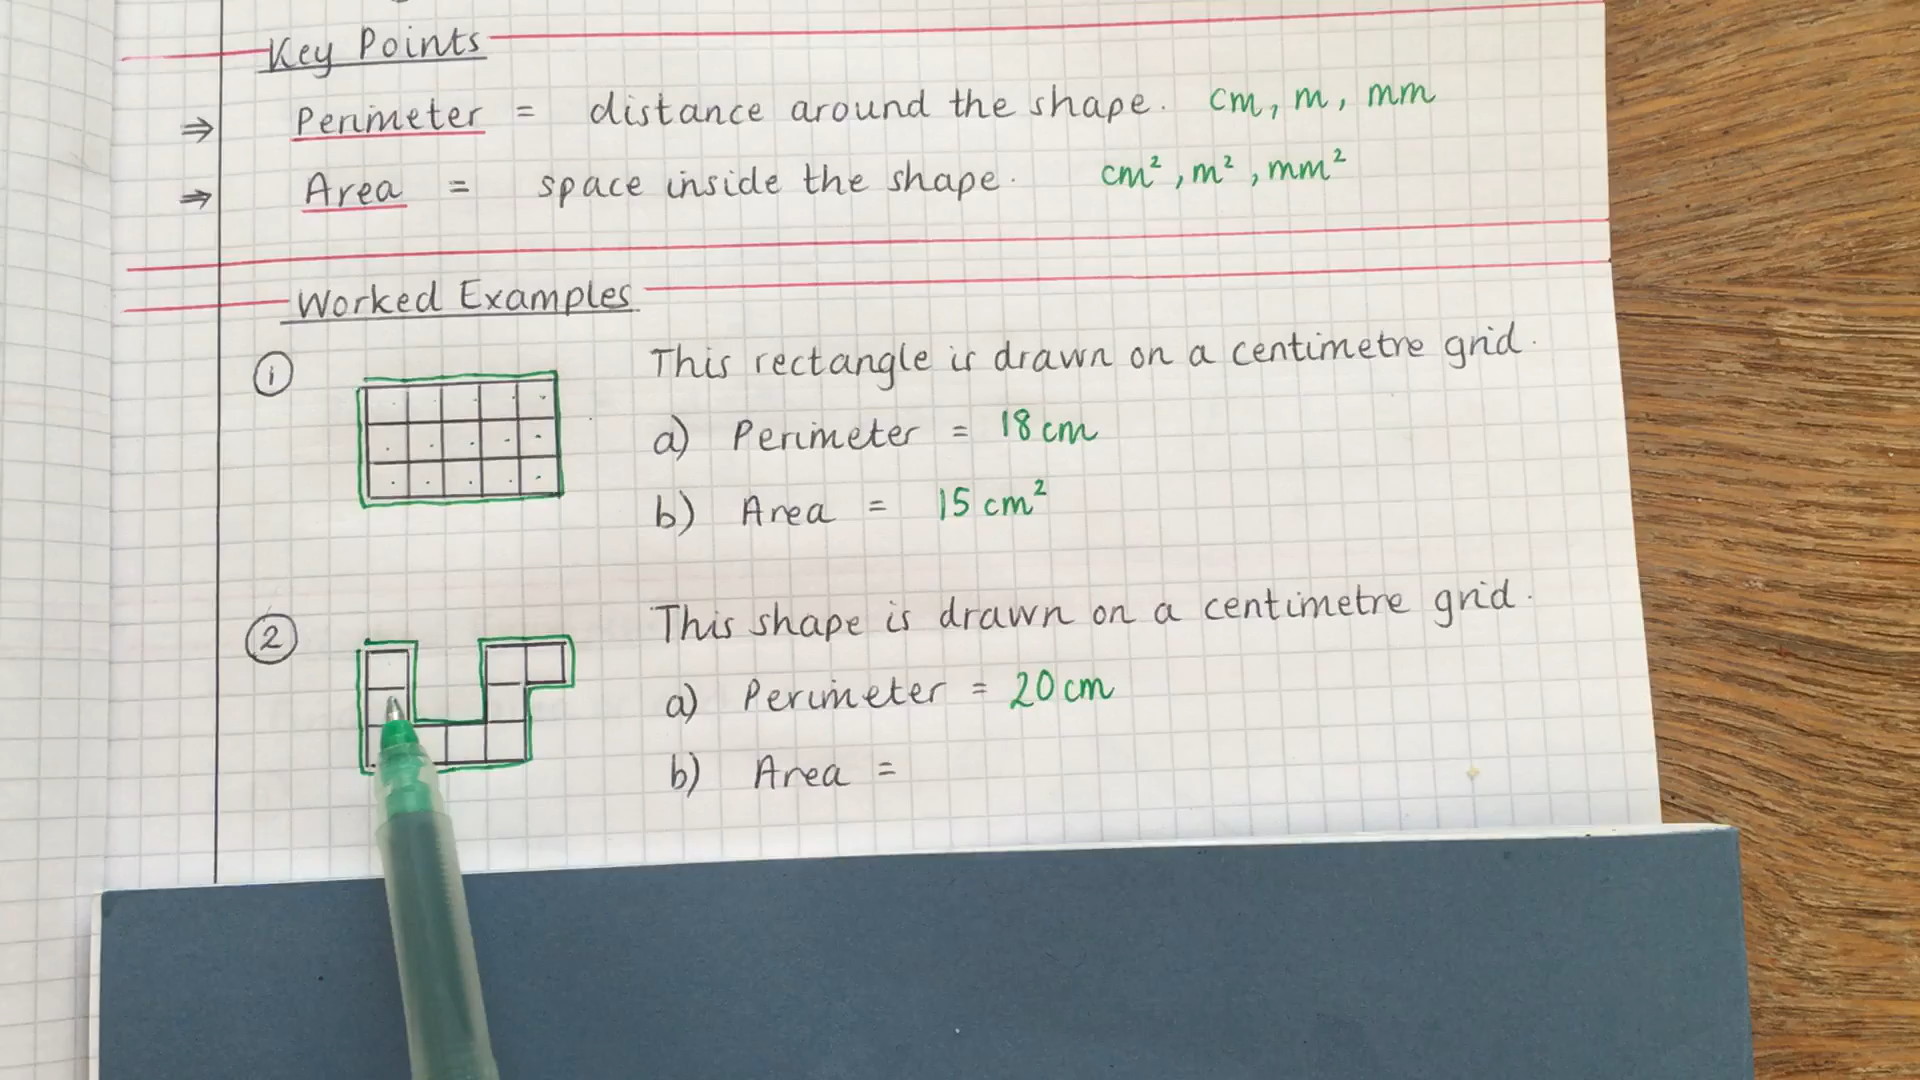 Key Points
⇒ Perimeter = distance around the shape. cm, m, mm
⇒ Area = space inside the shape. cm², m², mm²
Worked Examples
① This rectangle is drawn on a centimetre grid.
a) Perimeter = 18 cm
b) Area = 15 cm²
② This shape is drawn on a centimetre grid.
a) Perimeter = 20 cm
b) Area =